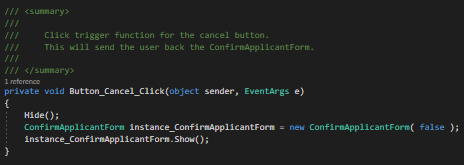 /// <summary>
///
///     Click trigger function for the cancel button.
///     This will send the user back the ConfirmApplicantForm.
///
/// </summary>
1 reference
private void Button_Cancel_Click(object sender, EventArgs e)
{
    Hide();
    ConfirmApplicantForm instance_ConfirmApplicantForm = new ConfirmApplicantForm( false );
    instance_ConfirmApplicantForm.Show();
}